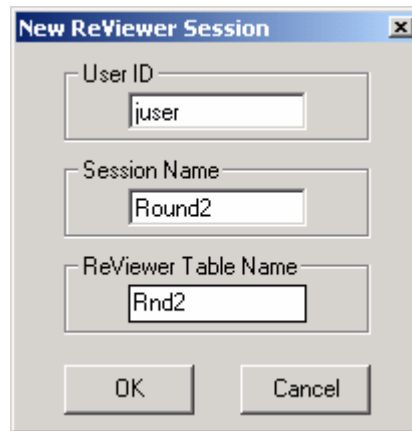 New ReViewer Session
User ID
juser
Session Name
Round2
ReViewer Table Name
Rnd2
OK
Cancel